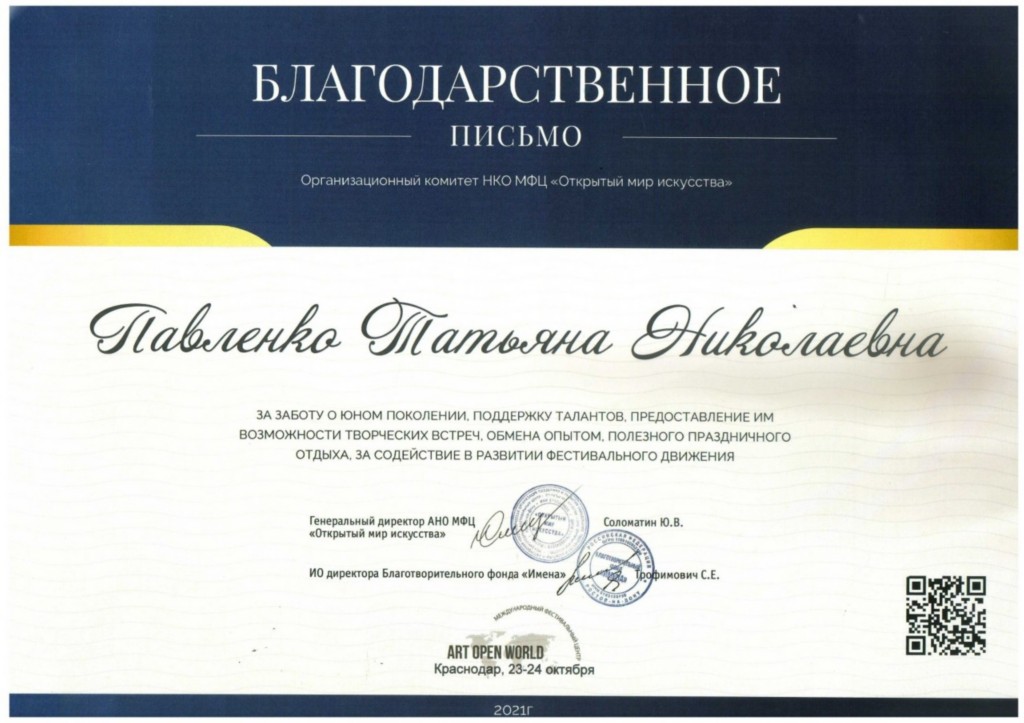 БЛАГОДАРСТВЕННОЕ
ПИСЬМО
Организационный комитет НКО МФЦ «Открытый мир искусства»
Павленко Татьяна Николаевна
ЗА ЗАБОТУ О ЮНОМ ПОКОЛЕНИИ, ПОДДЕРЖКУ ТАЛАНТОВ, ПРЕДОСТАВЛЕНИЕ ИМ
ВОЗМОЖНОСТИ ТВОРЧЕСКИХ ВСТРЕЧ, ОБМЕНА ОПЫТОМ, ПОЛЕЗНОГО ПРАЗДНИЧНОГО
ОТДЫХА, ЗА СОДЕЙСТВИЕ В РАЗВИТИИ ФЕСТИВАЛЬНОГО ДВИЖЕНИЯ
Генеральный директор АНО МФЦ
«Открытый мир искусства»
Соломатин Ю.В.
«ОТКРЫТЫЙ
МИР
ИСКУССТВА»
ИО директора Благотворительного фонда «Имена»
Трофимович С.Е.
МЕЖДУНАРОДНЫЙ ФЕСТИВАЛЬНЫЙ ЦЕНТР
ART OPEN WORLD
Краснодар, 23-24 октября
2021г